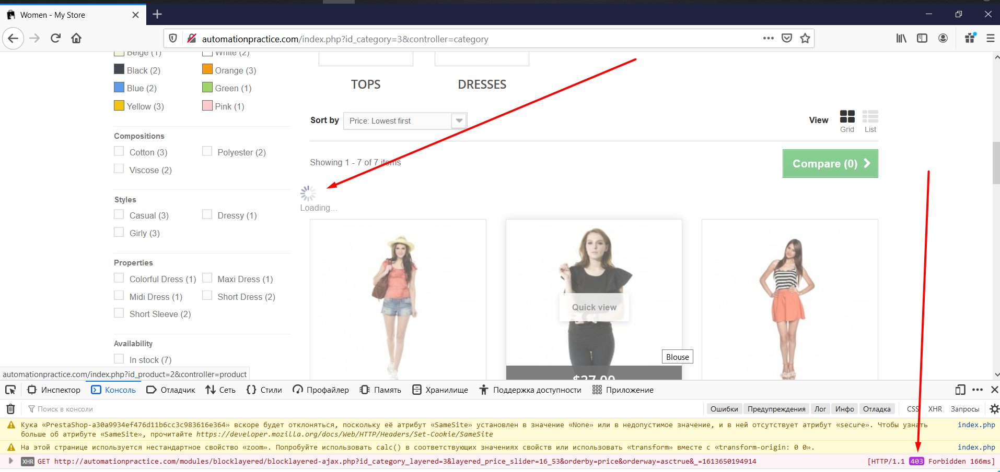 Women - My Store
automationpractice.com/index.php?id_category=3&controller=category
Beige (1)
White (2)
Black (2)
Orange (3)
Blue (2)
Green (1)
Yellow (3)
Pink (1)
Compositions
Cotton (3)
Polyester (2)
Viscose (2)
Styles
Casual (3)
Dressy (1)
Girly (3)
Properties
Colorful Dress (1)
Maxi Dress (1)
Midi Dress (1)
Short Dress (2)
Short Sleeve (2)
Availability
In stock (7)
TOPS
DRESSES
Sort by
Price: Lowest first
View
Grid
List
Showing 1 - 7 of 7 items
Compare (0)
Loading...
Quick view
Blouse
$27.00
automationpractice.com/index.php?id_product=2&controller=product
Инспектор
Консоль
Отладчик
Сеть
Стили
Профайлер
Память
Хранилище
Поддержка доступности
Приложение
Поиск в консоли
Ошибки
Предупреждения
Лог
Инфо
Отладка
CSS
XHR
Запросы
Кука «PrestaShop-a30a9934ef476d11b6cc3c983616e364» вскоре будет отклоняться, поскольку её атрибут «SameSite» установлен в значение «None» или в недопустимое значение, и в ней отсутствует атрибут «secure». Чтобы узнать
index.php
больше об атрибуте «SameSite», прочитайте https://developer.mozilla.org/docs/Web/HTTP/Headers/Set-Cookie/SameSite
На этой странице используется нестандартное свойство «zoom». Попробуйте использовать calc() в соответствующих значениях свойств или использовать «transform» вместе с «transform-origin: 0 0».
index.php
XHR GET http://automationpractice.com/modules/blocklayered/blocklayered-ajax.php?id_category_layered=3&layered_price_slider=16_53&orderby=price&orderway=asctrue&_=1613650194914
[HTTP/1.1 403 Forbidden 166ms]